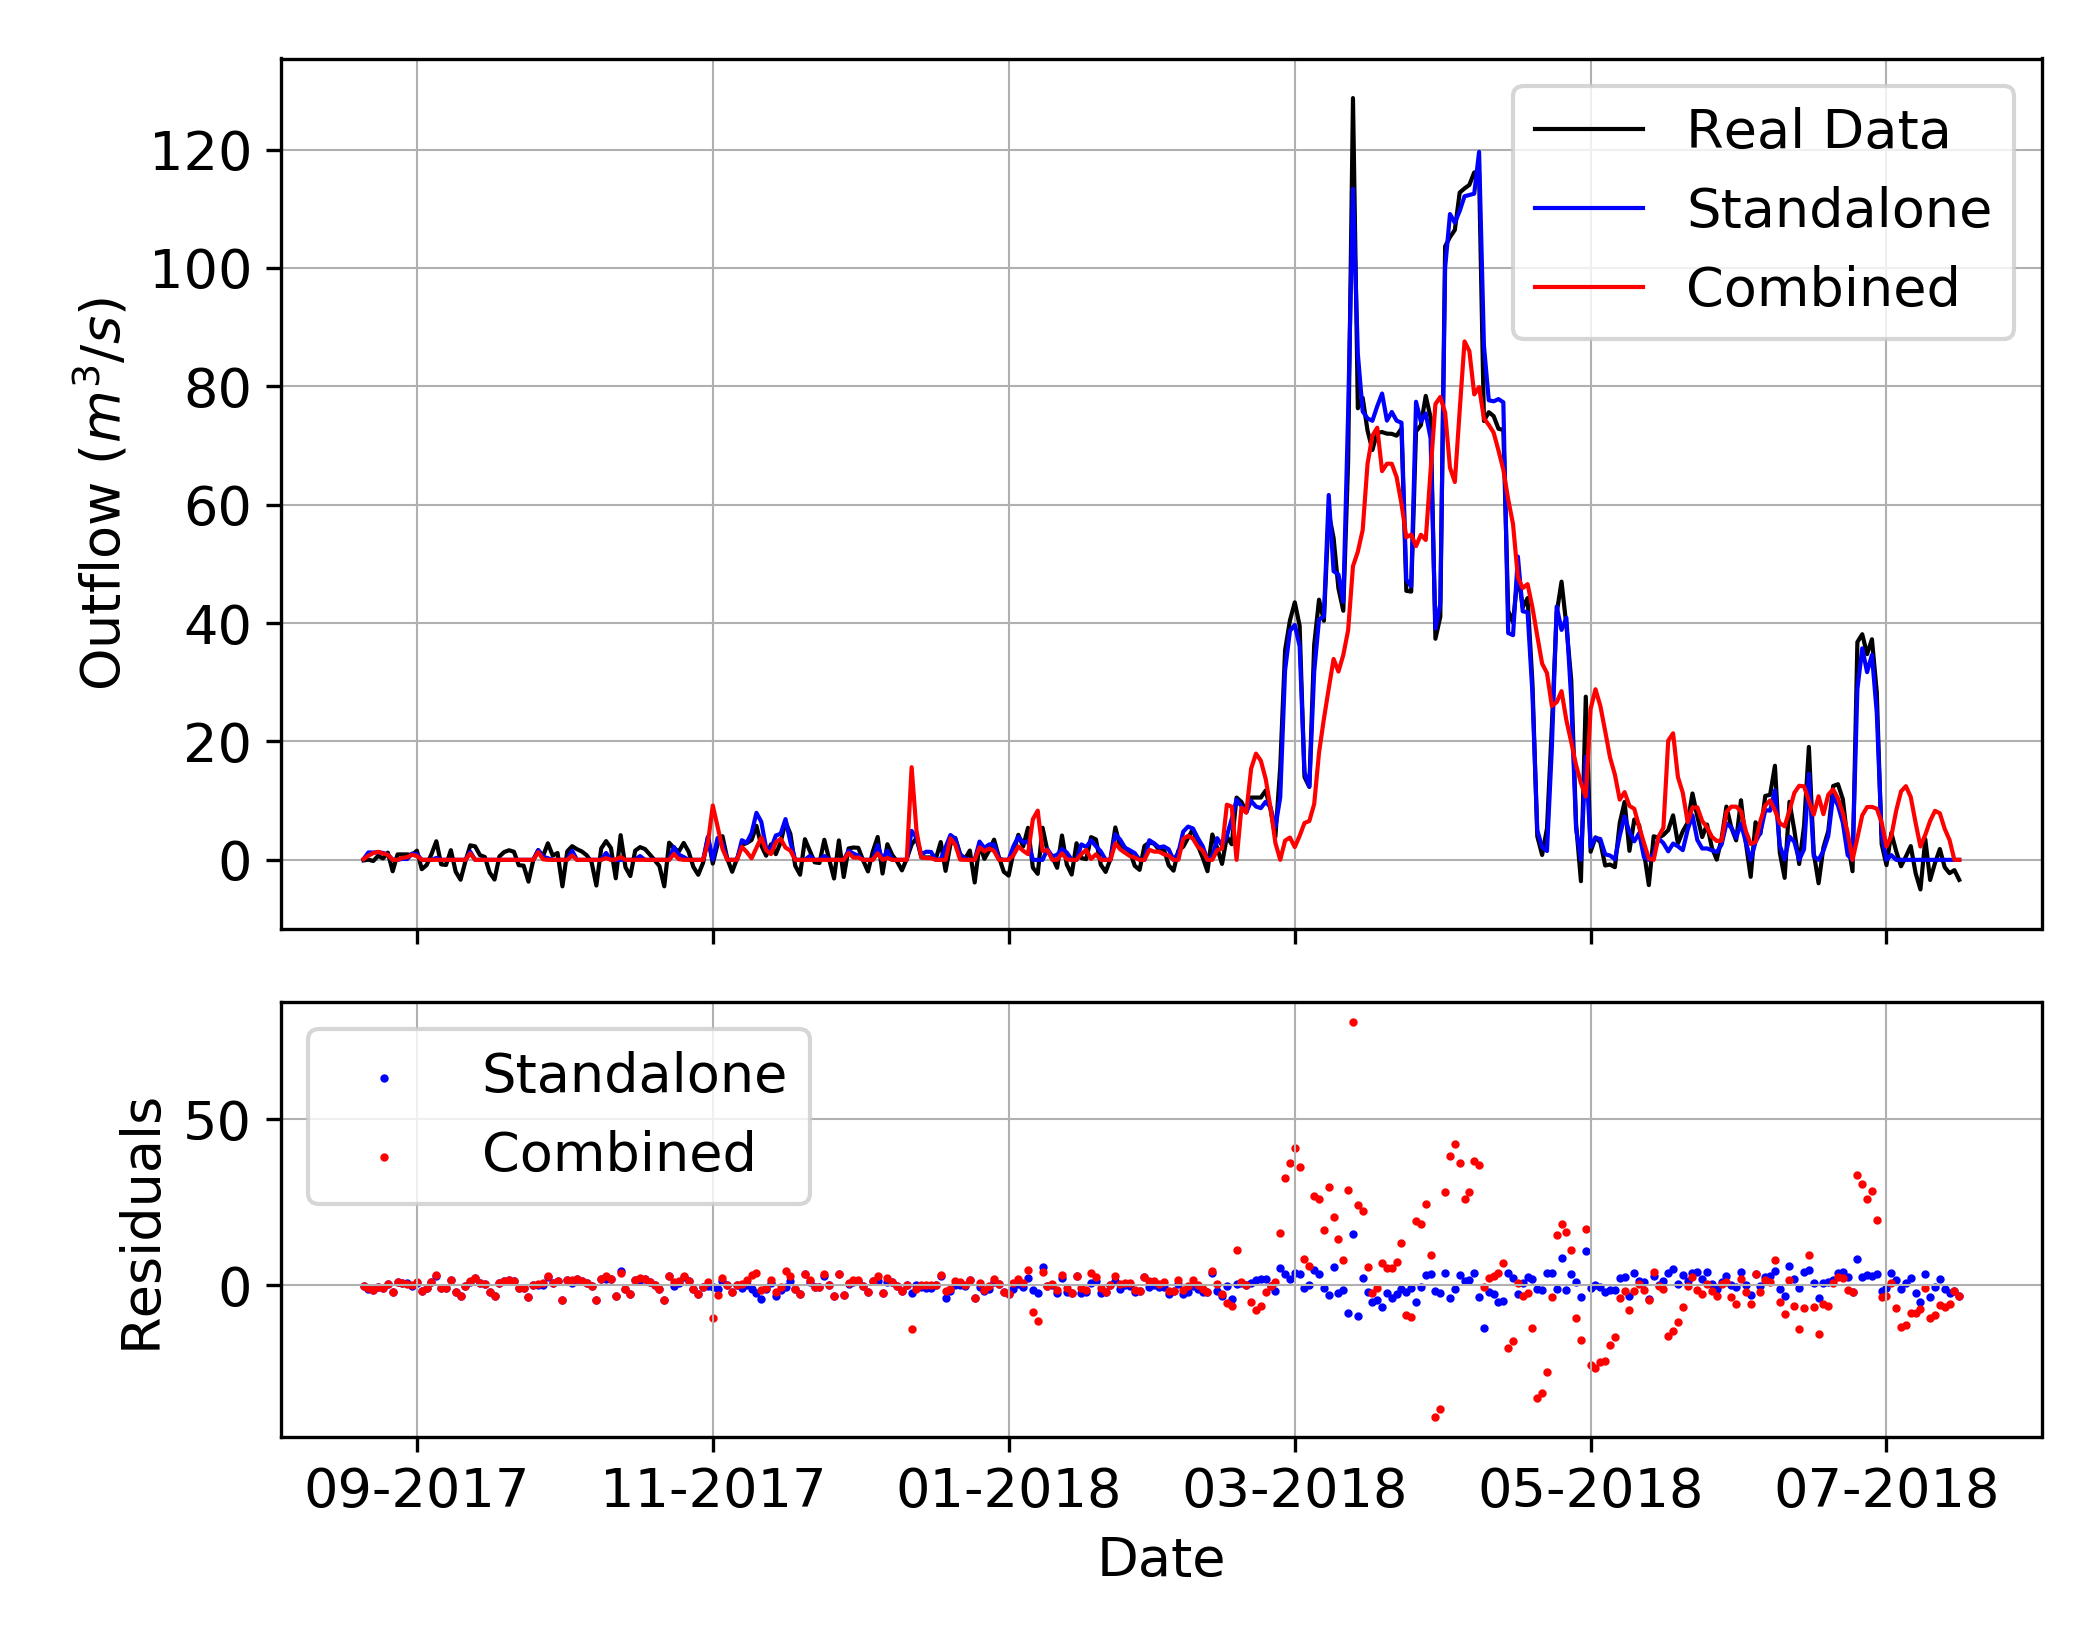 Outflow (m³/s)
120
100
80
60
40
20
0
Real Data
Standalone
Combined
Residuals
50
0
Standalone
Combined
09-2017 11-2017 01-2018 03-2018 05-2018 07-2018
Date